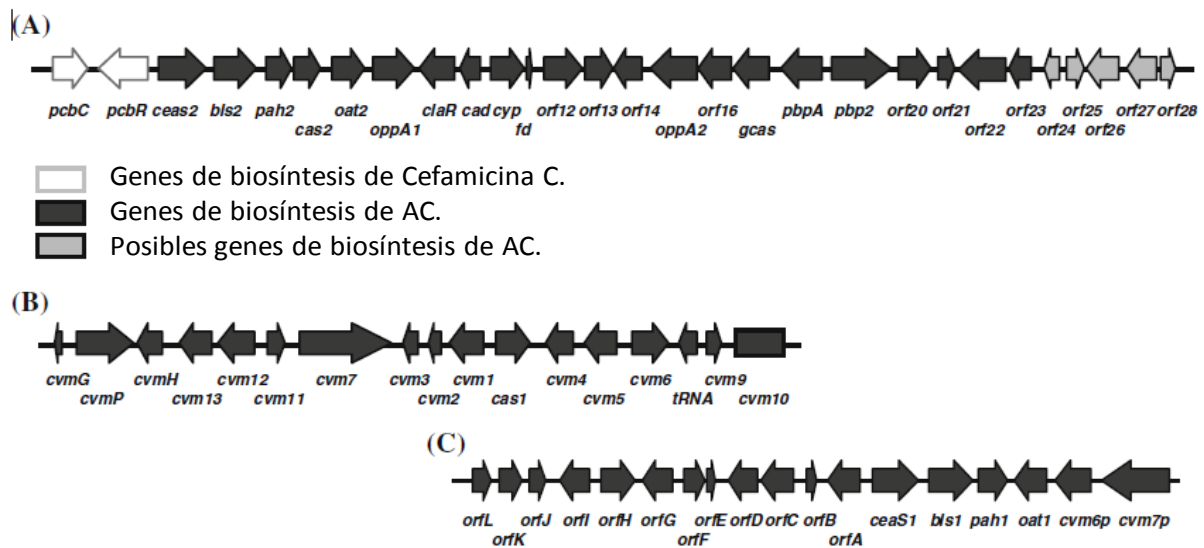 (A)
pcbC pcbR ceas2 bls2 pah2 oat2 claR cad cyp orf12 orf13 orf14 orf16 pbpA pbp2 orf20 orf21 orf23 orf25 orf27 orf28
cas2 oppA1 fd oppA2 gcas orf22 orf24 orf26
Genes de biosíntesis de Cefamicina C.
Genes de biosíntesis de AC.
Posibles genes de biosíntesis de AC.
(B)
cvmG cvmH cvm12 cvm7 cvm3 cvm1 cvm4 cvm6 cvm9
cvmP cvm13 cvm11 cvm2 cas1 cvm5 tRNA cvm10
(C)
orfL orfJ orfI orfH orfG orfE orfD orfC orfB ceaS1 bls1 pah1 oat1 cvm6p cvm7p
orfK orfF orfA